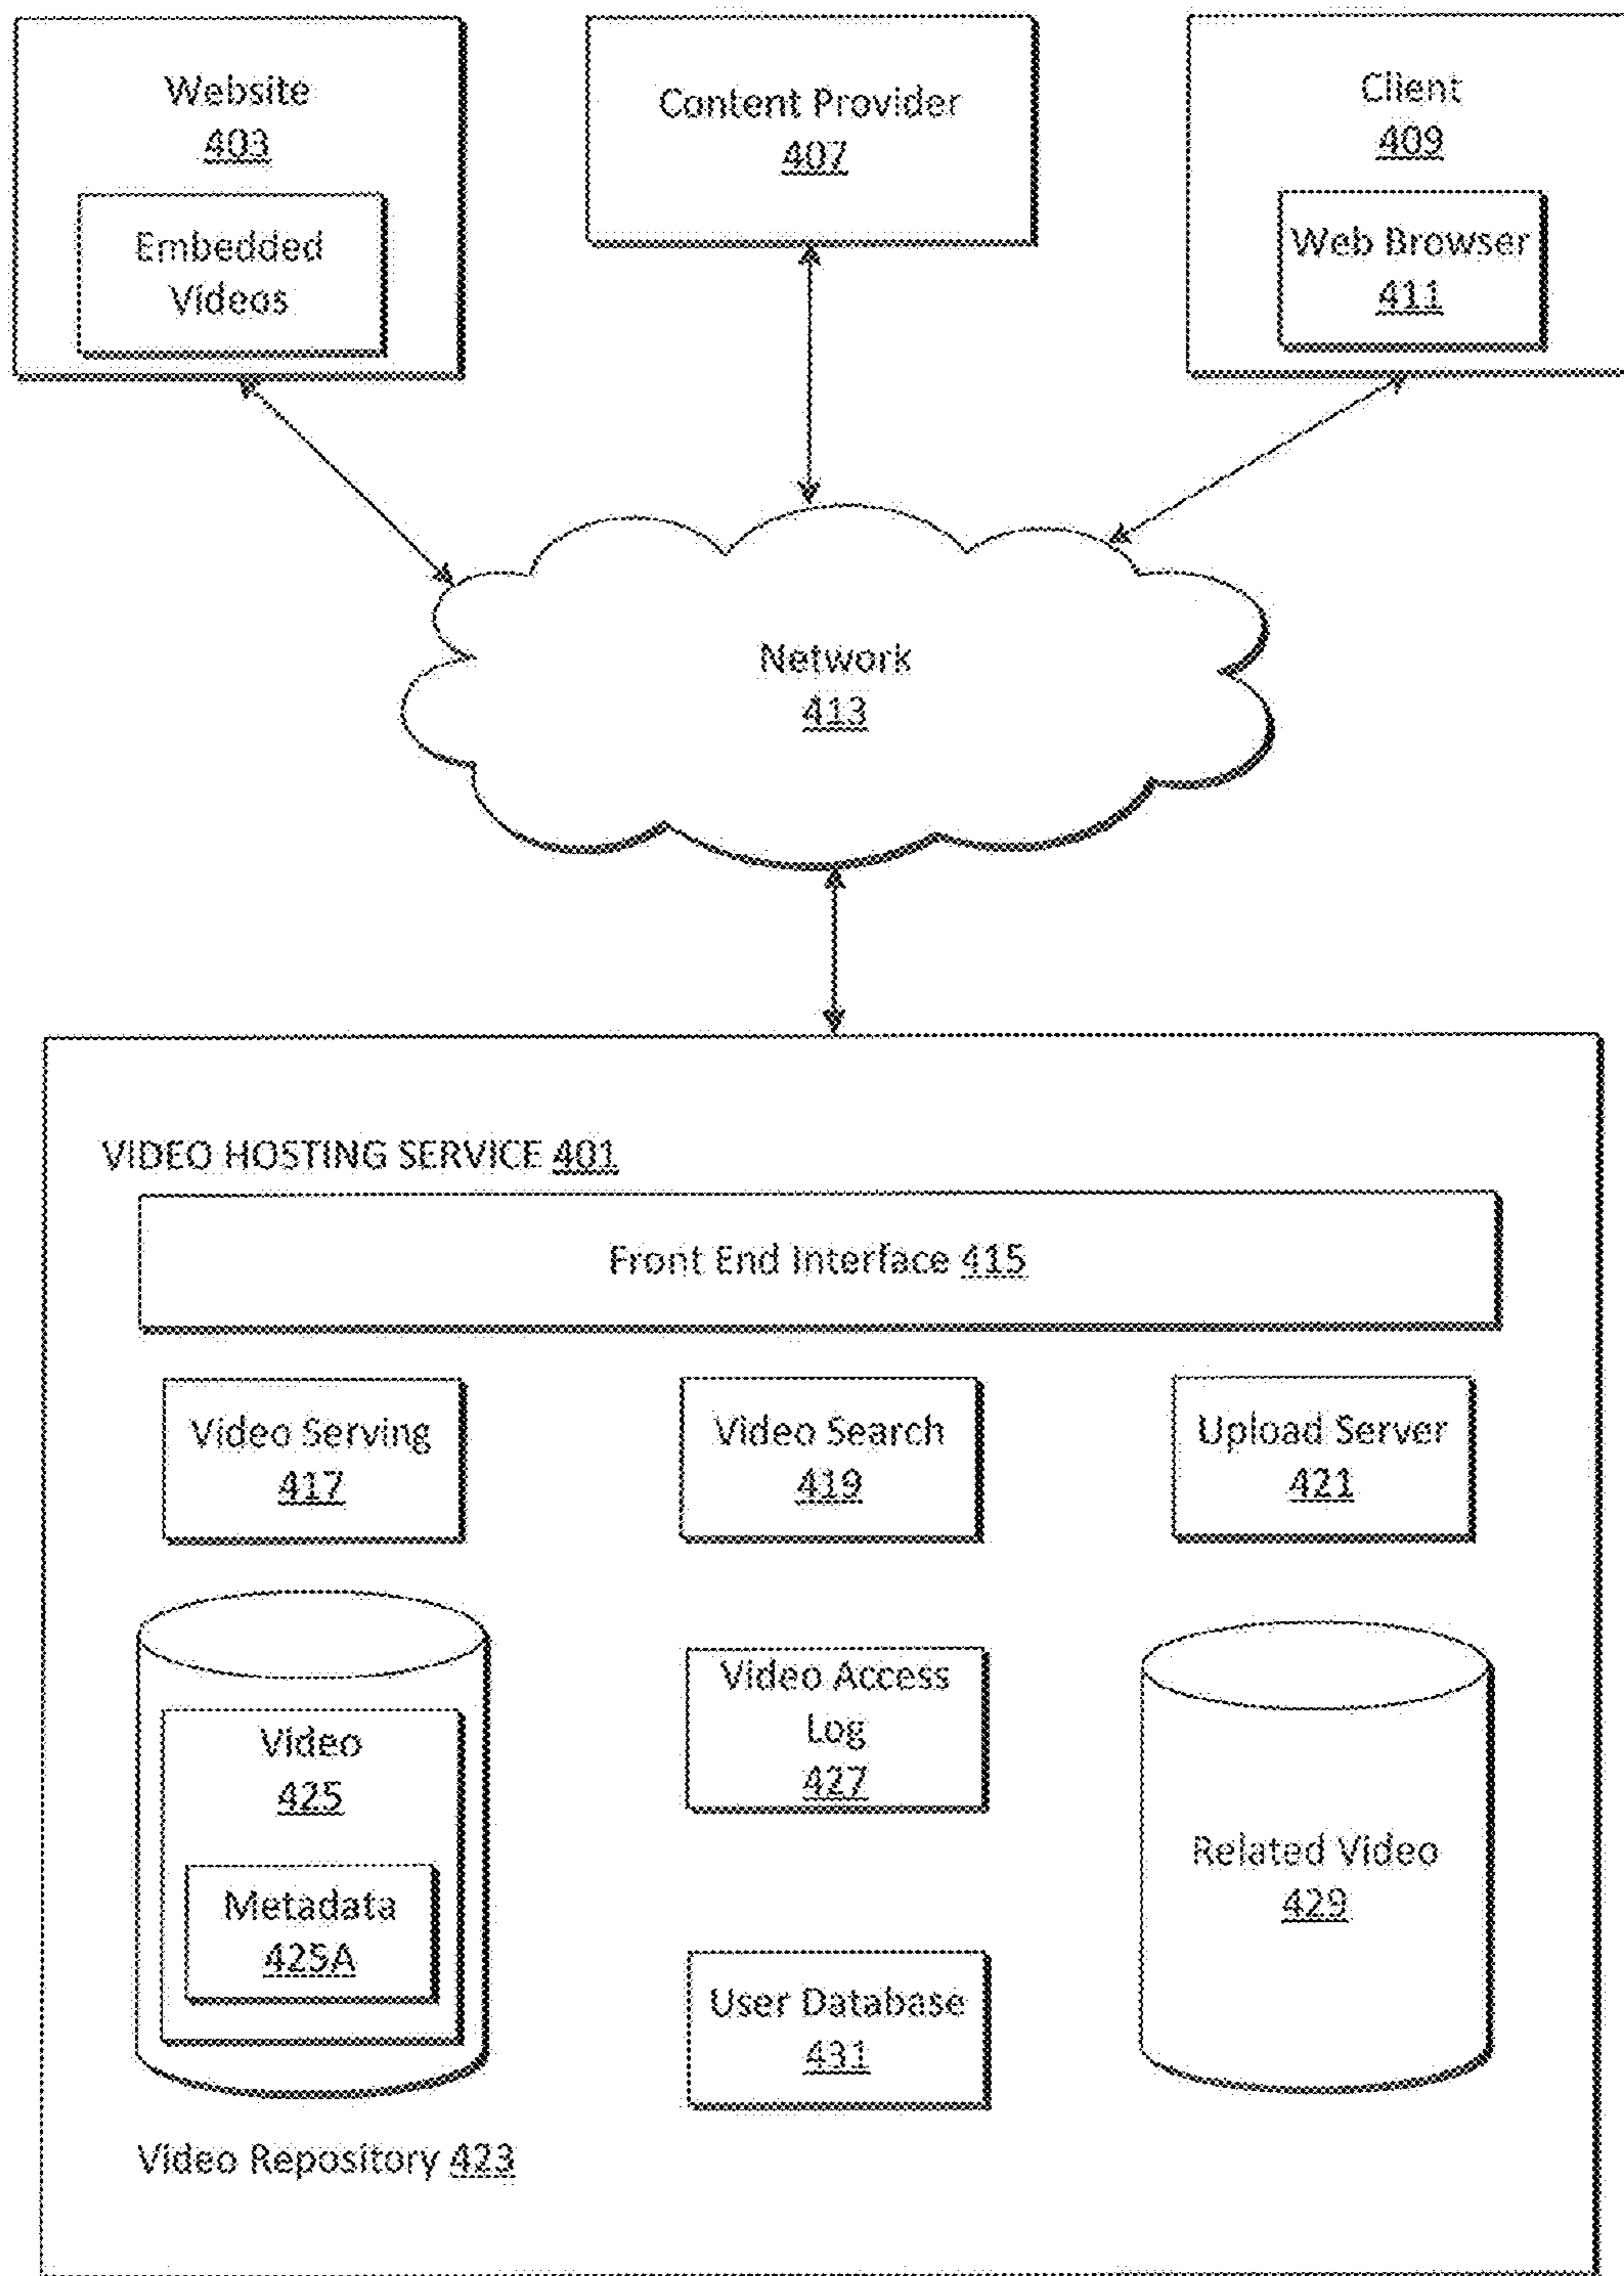 Website
403
Embedded
Videos
Content Provider
407
Client
409
Web Browser
411
Network
413
VIDEO HOSTING SERVICE 401
Front End Interface 415
Video Serving
417
Video Search
419
Upload Server
421
Video
425
Metadata
425A
Video Access
Log
427
User Database
431
Related Video
429
Video Repository 423